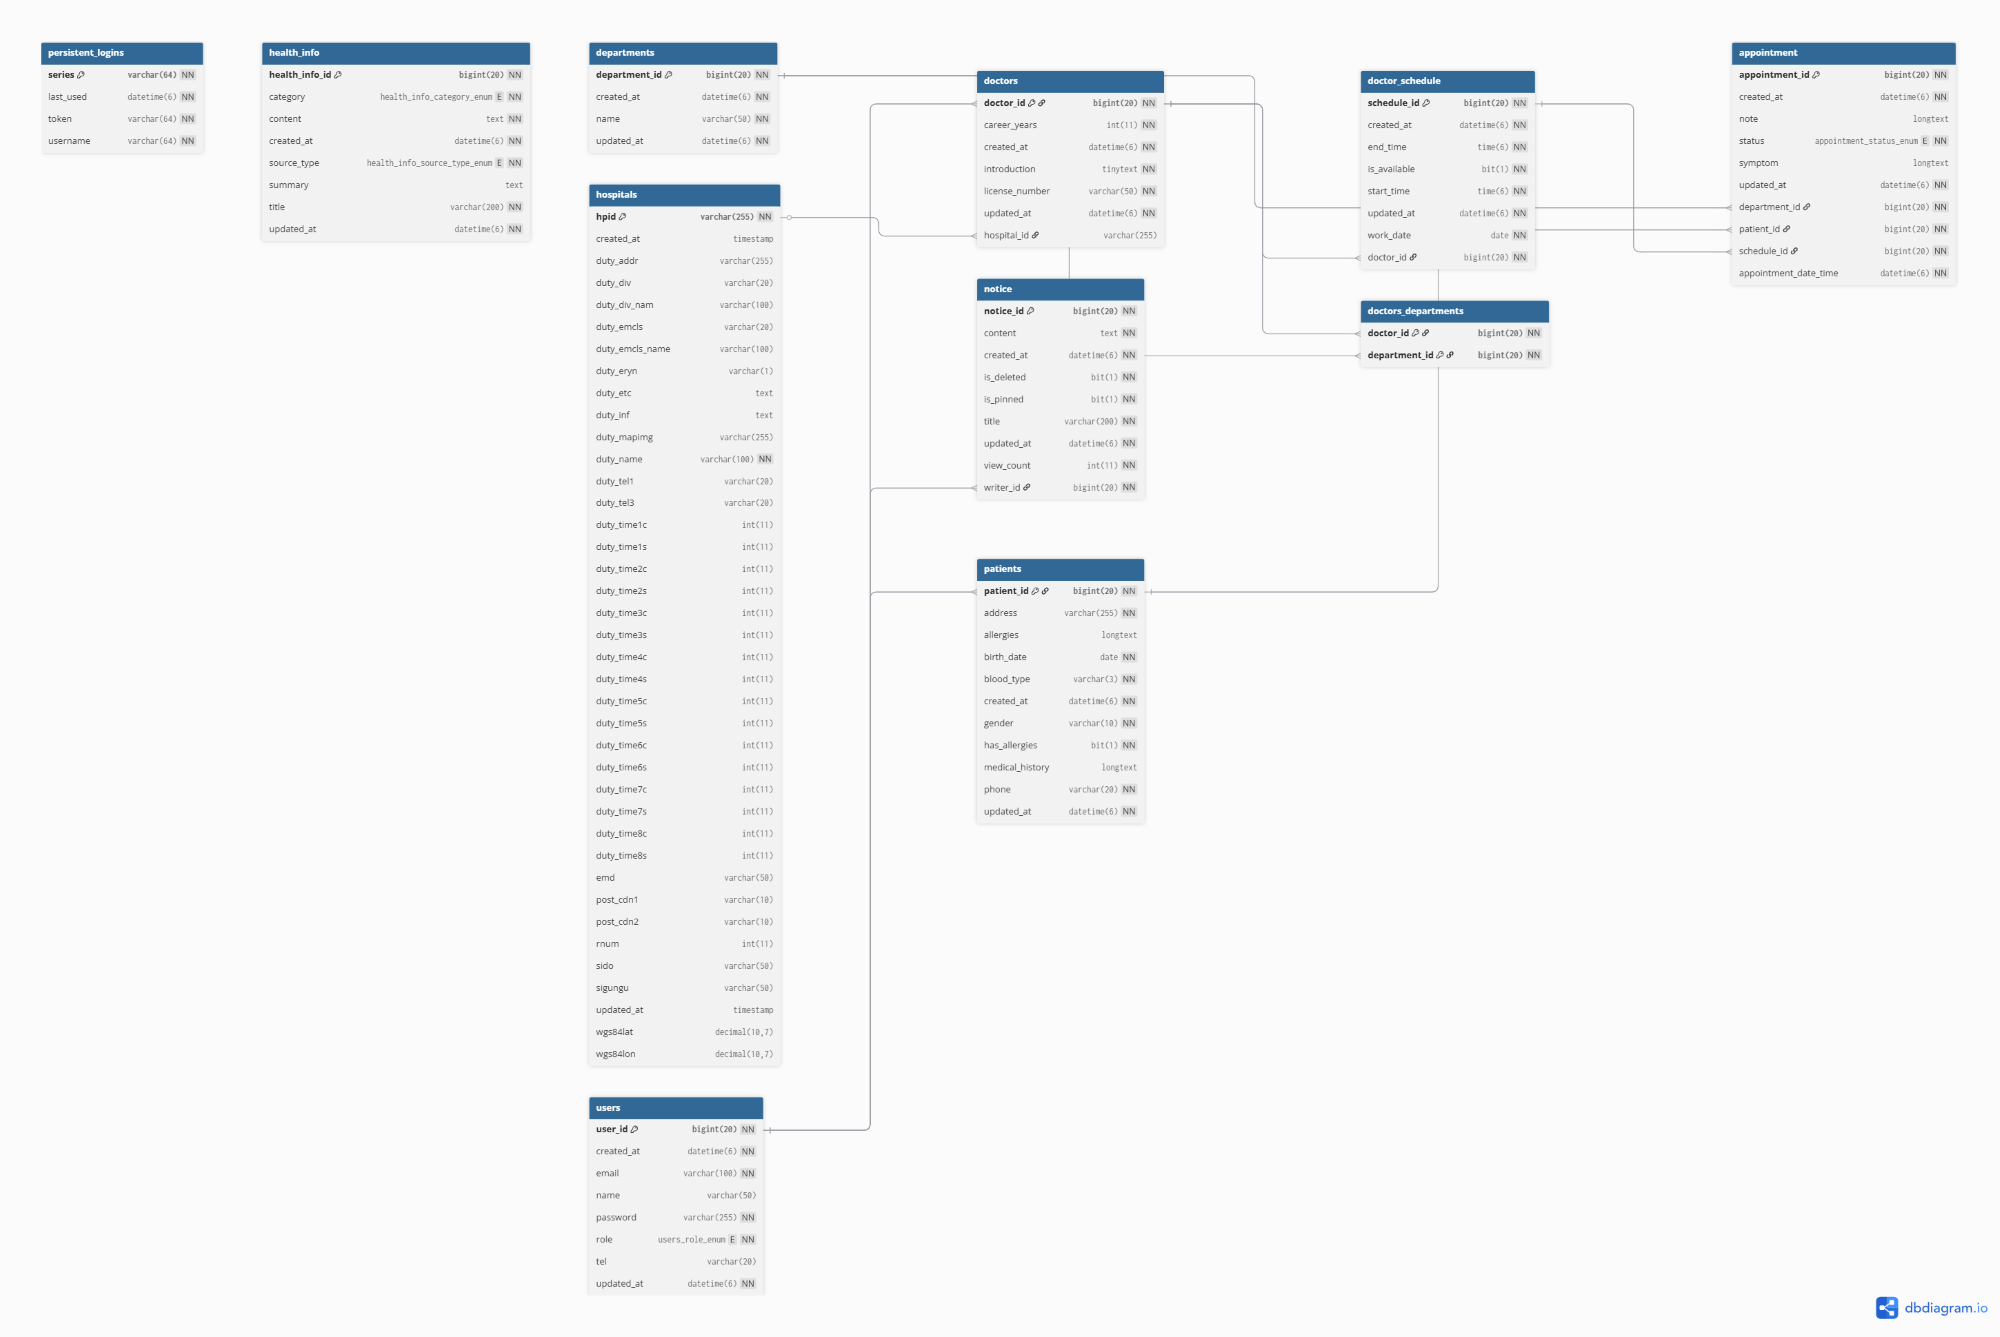 persistent_logins
series varchar(64) NN
last_used datetime(6) NN
token varchar(64) NN
username varchar(64) NN
health_info
health_info_id bigint(20) NN
category health_info_category_enum E NN
content text NN
created_at datetime(6) NN
source_type health_info_source_type_enum E NN
summary text
title varchar(200) NN
updated_at datetime(6) NN
departments
department_id bigint(20) NN
created_at datetime(6) NN
name varchar(50) NN
updated_at datetime(6) NN
hospitals
hpid varchar(255) NN
created_at timestamp
duty_addr varchar(255)
duty_div varchar(20)
duty_div_nam varchar(100)
duty_emcls varchar(20)
duty_emcls_name varchar(100)
duty_eryn varchar(1)
duty_etc text
duty_inf text
duty_mapimg varchar(255)
duty_name varchar(100) NN
duty_tel1 varchar(20)
duty_tel3 varchar(20)
duty_time1c int(11)
duty_time1s int(11)
duty_time2c int(11)
duty_time2s int(11)
duty_time3c int(11)
duty_time3s int(11)
duty_time4c int(11)
duty_time4s int(11)
duty_time5c int(11)
duty_time5s int(11)
duty_time6c int(11)
duty_time6s int(11)
duty_time7c int(11)
duty_time7s int(11)
duty_time8c int(11)
duty_time8s int(11)
emd varchar(50)
post_cdn1 varchar(10)
post_cdn2 varchar(10)
rnum int(11)
sido varchar(50)
sigungu varchar(50)
updated_at timestamp
wgs84lat decimal(10,7)
wgs84lon decimal(10,7)
users
user_id bigint(20) NN
created_at datetime(6) NN
email varchar(100) NN
name varchar(50)
password varchar(255) NN
role users_role_enum E NN
tel varchar(20)
updated_at datetime(6) NN
doctors
doctor_id bigint(20) NN
career_years int(11) NN
created_at datetime(6) NN
introduction tinytext NN
license_number varchar(50) NN
updated_at datetime(6) NN
hospital_id varchar(255)
notice
notice_id bigint(20) NN
content text NN
created_at datetime(6) NN
is_deleted bit(1) NN
is_pinned bit(1) NN
title varchar(200) NN
updated_at datetime(6) NN
view_count int(11) NN
writer_id bigint(20) NN
patients
patient_id bigint(20) NN
address varchar(255) NN
allergies longtext
birth_date date NN
blood_type varchar(3) NN
created_at datetime(6) NN
gender varchar(10) NN
has_allergies bit(1) NN
medical_history longtext
phone varchar(20) NN
updated_at datetime(6) NN
doctor_schedule
schedule_id bigint(20) NN
created_at datetime(6) NN
end_time time(6) NN
is_available bit(1) NN
start_time time(6) NN
updated_at datetime(6) NN
work_date date NN
doctor_id bigint(20) NN
doctors_departments
doctor_id bigint(20) NN
department_id bigint(20) NN
appointment
appointment_id bigint(20) NN
created_at datetime(6) NN
note longtext
status appointment_status_enum E NN
symptom longtext
updated_at datetime(6) NN
department_id bigint(20) NN
patient_id bigint(20) NN
schedule_id bigint(20) NN
appointment_date_time datetime(6) NN
dbdiagram.io